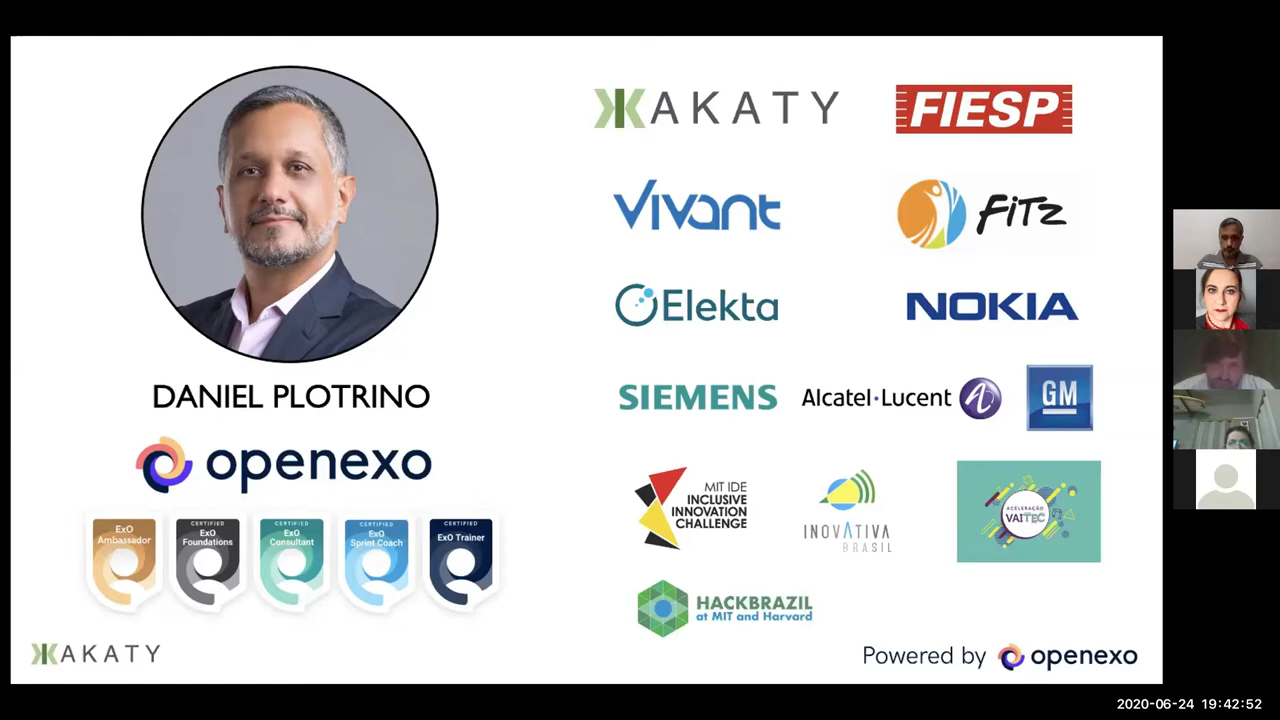 DANIEL PLOTRINO
openexo
ExO
Ambassador
CERTIFIED
ExO
Foundations
CERTIFIED
ExO
Consultant
CERTIFIED
ExO
Sprint Coach
CERTIFIED
ExO Trainer
KAKATY
KAKATY
FIESP
Vivant
FiTZ
Elekta
NOKIA
SIEMENS
Alcatel·Lucent
GM
MIT IDE
INCLUSIVE
INNOVATION
CHALLENGE
INOVATIVA
BRASIL
ACELERAÇÃO
VAITEC
HACKBRAZIL
at MIT and Harvard
Powered by openexo
2020-06-24 19:42:52